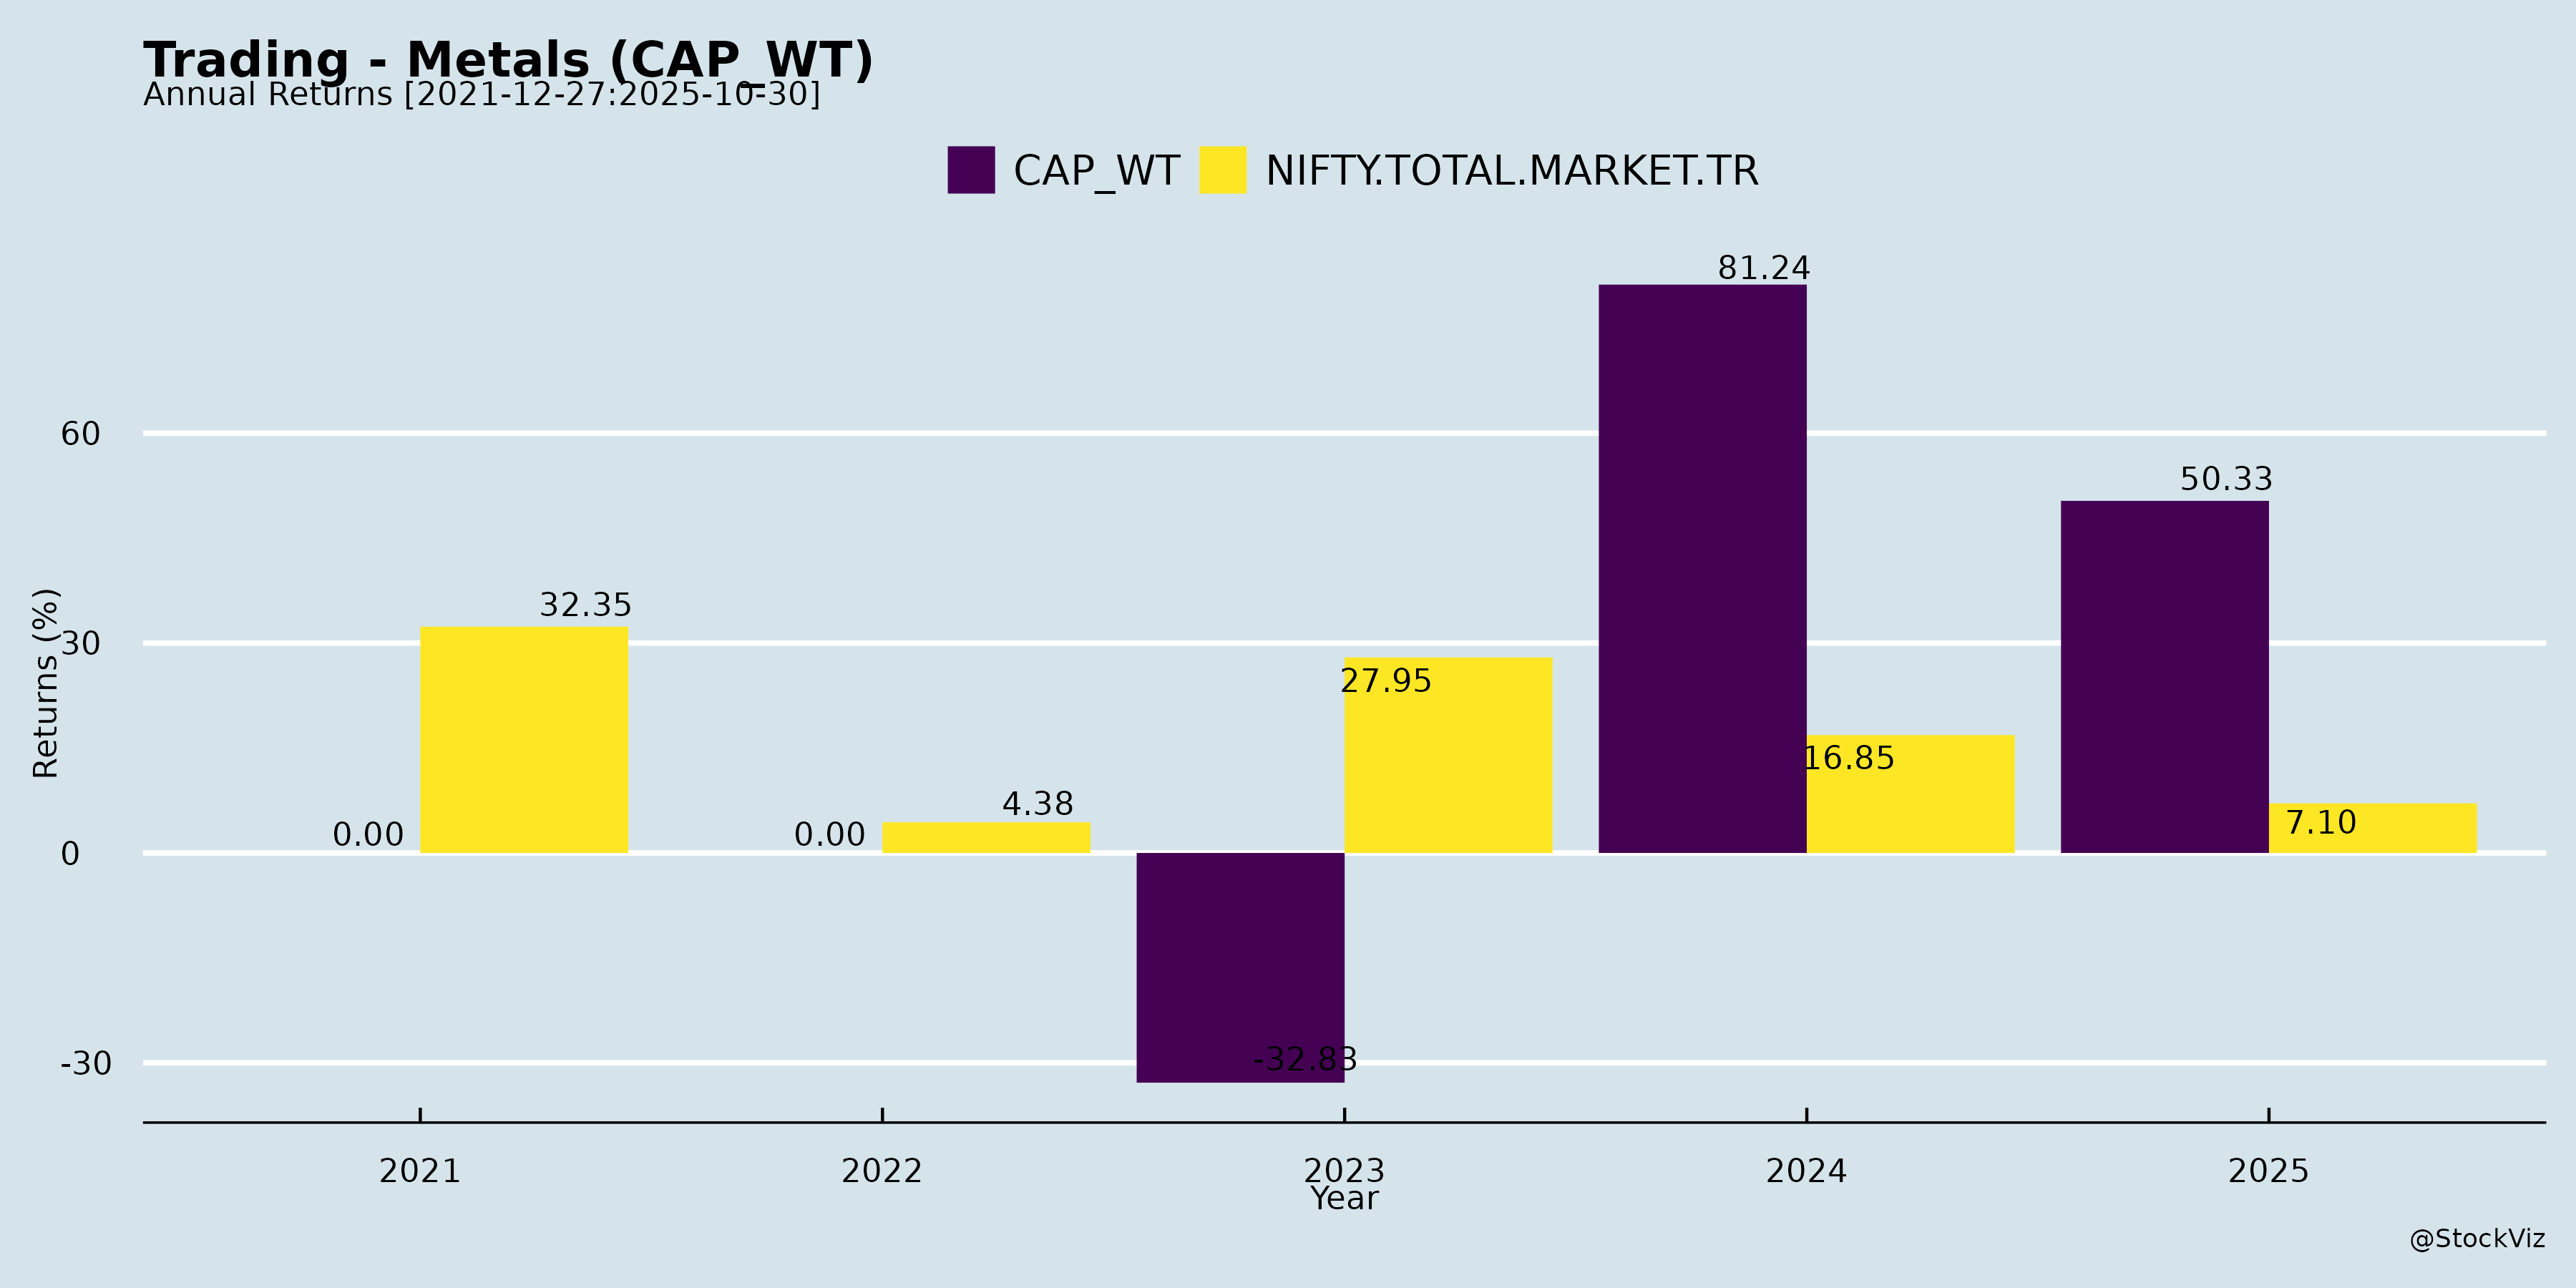 Trading - Metals (CAP_WT)
Annual Returns [2021-12-27:2025-10-30]
CAP_WT NIFTY.TOTAL.MARKET.TR
81.24
60
50.33
32.35
30
27.95
16.85
7.10
4.38
0.00 0.00
0
-32.83
-30
Returns (%)
2021 2022 2023 2024 2025
Year
@StockViz